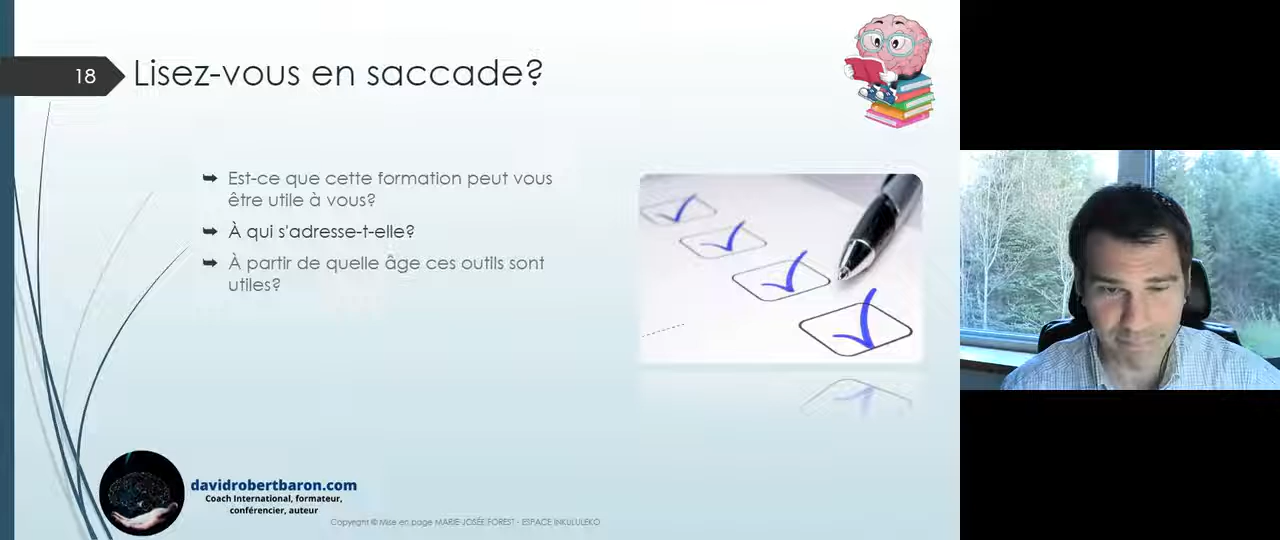 18
Lisez-vous en saccade?
Est-ce que cette formation peut vous
être utile à vous?
À qui s'adresse-t-elle?
À partir de quelle âge ces outils sont
utiles?
davidrobertbaron.com
Coach International, formateur,
conférencier, auteur
Copyright © Mise en page MARIE-JOSÉE FOREST - ESPACE INKULULEKO